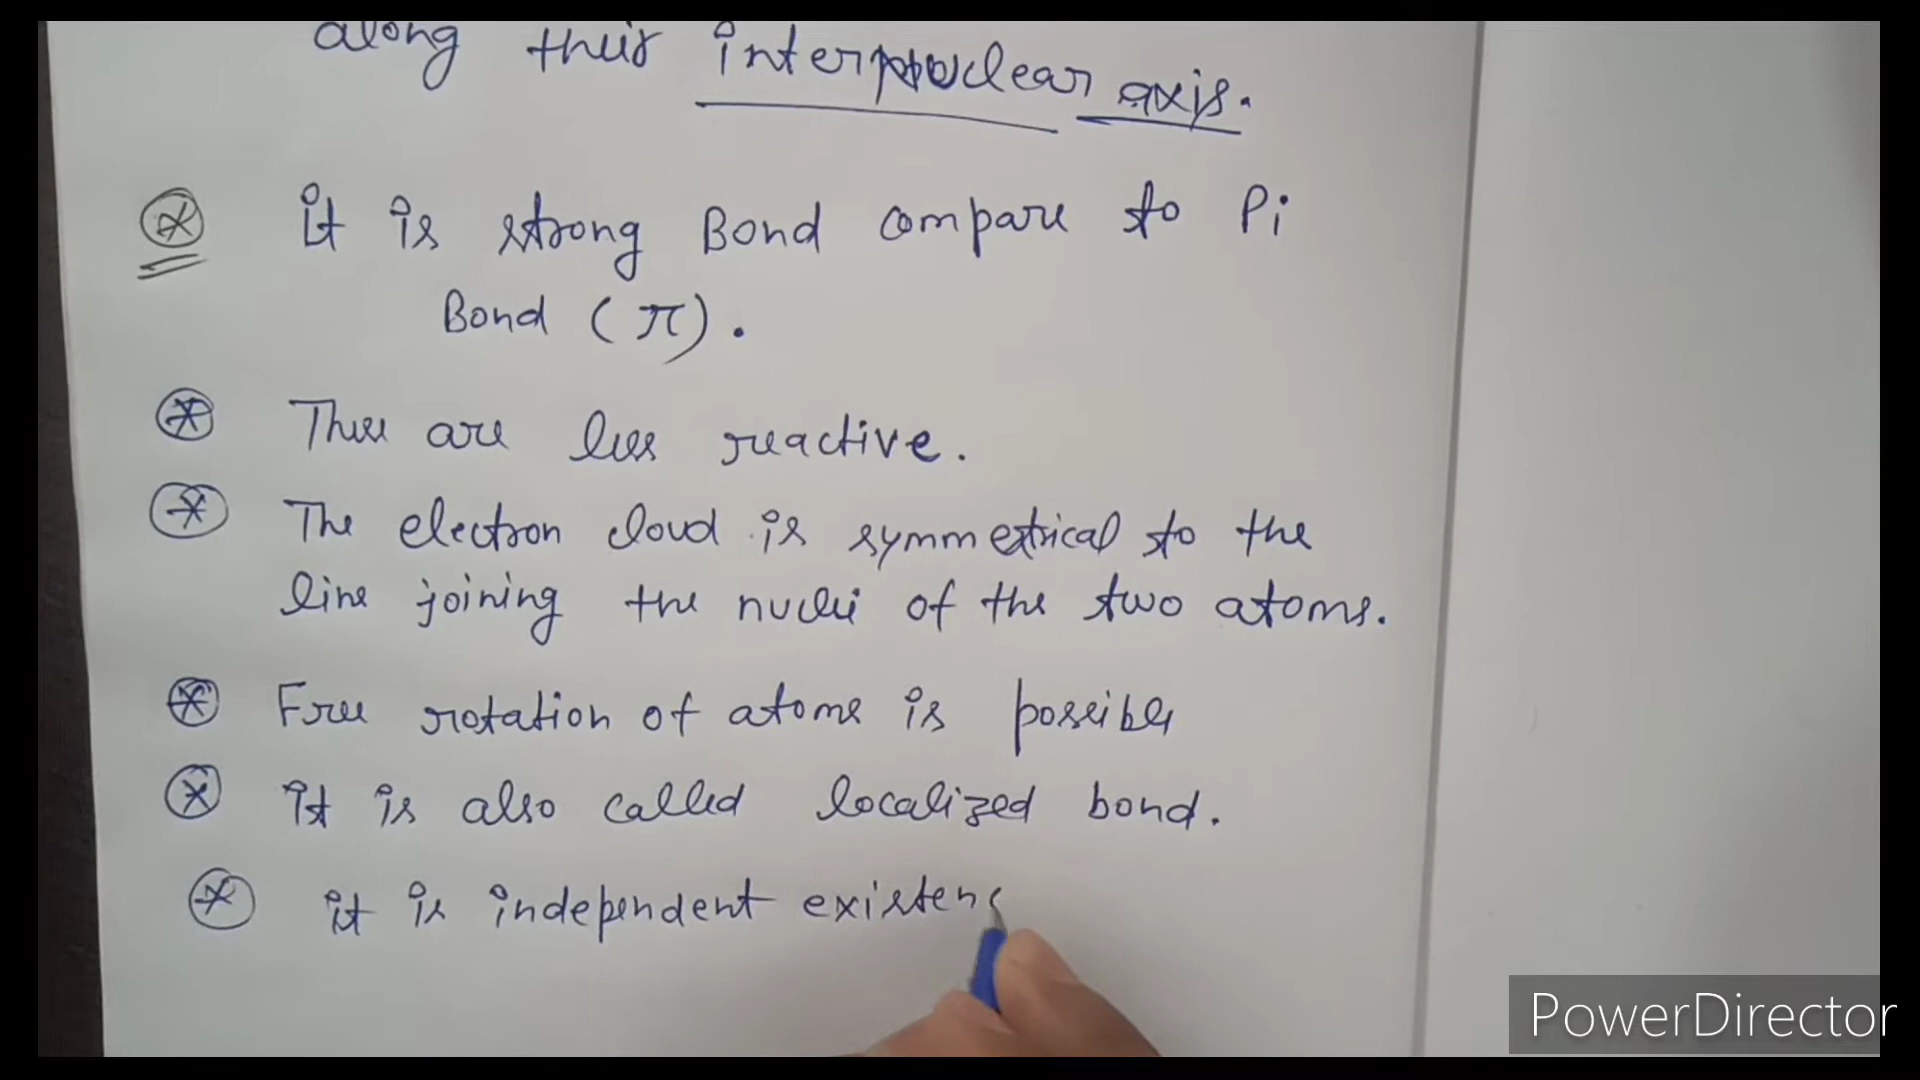 along their internuclear axis.
it is strong Bond compare to Pi
Bond (π).
These are less reactive.
The electron cloud is symmetrical to the
line joining the nuclei of the two atoms.
Free rotation of atoms is possible
it is also called localized bond.
it is independent existenc
PowerDirector